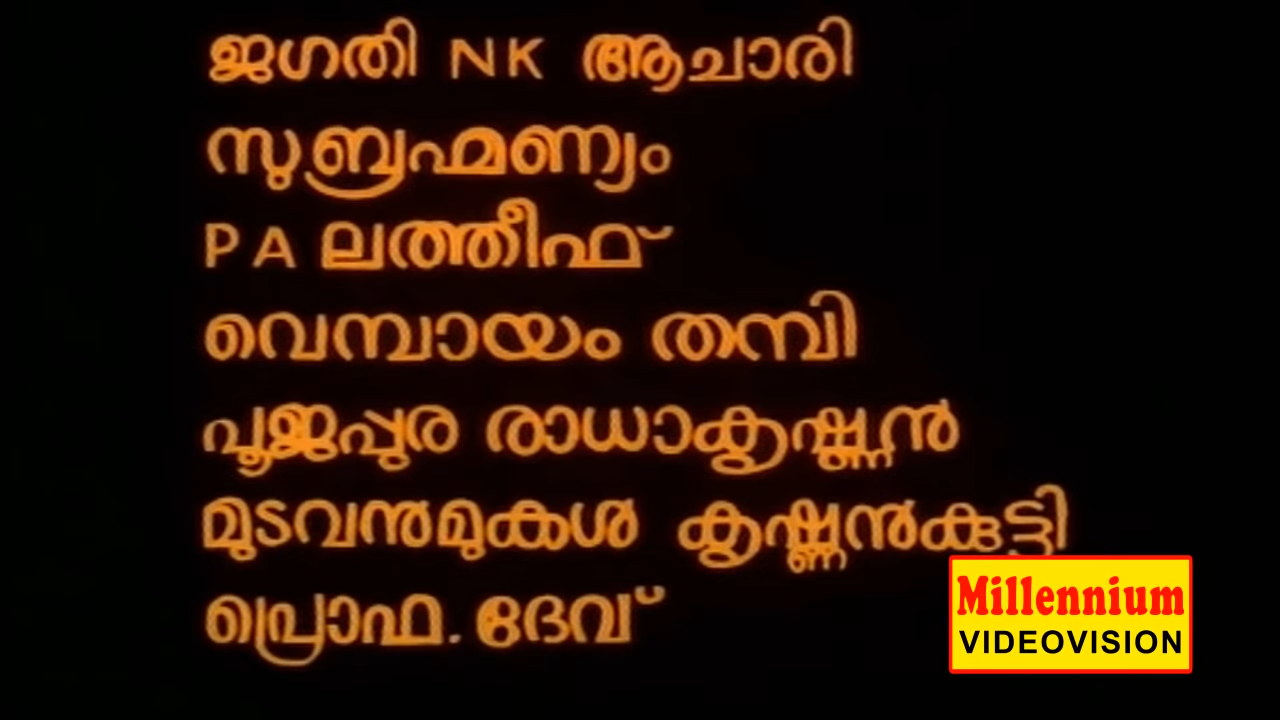 ജഗതി NK ആചാരി
സുബ്രഹ്മണ്യം
PA ലത്തീഫ്
വെമ്പായം തമ്പി
പൂജപ്പുര രാധാകൃഷ്ണൻ
മുടവൻമുകൾ കൃഷ്ണൻകുട്ടി
പ്രൊഫ. ദേവ്
Millennium
VIDEOVISION